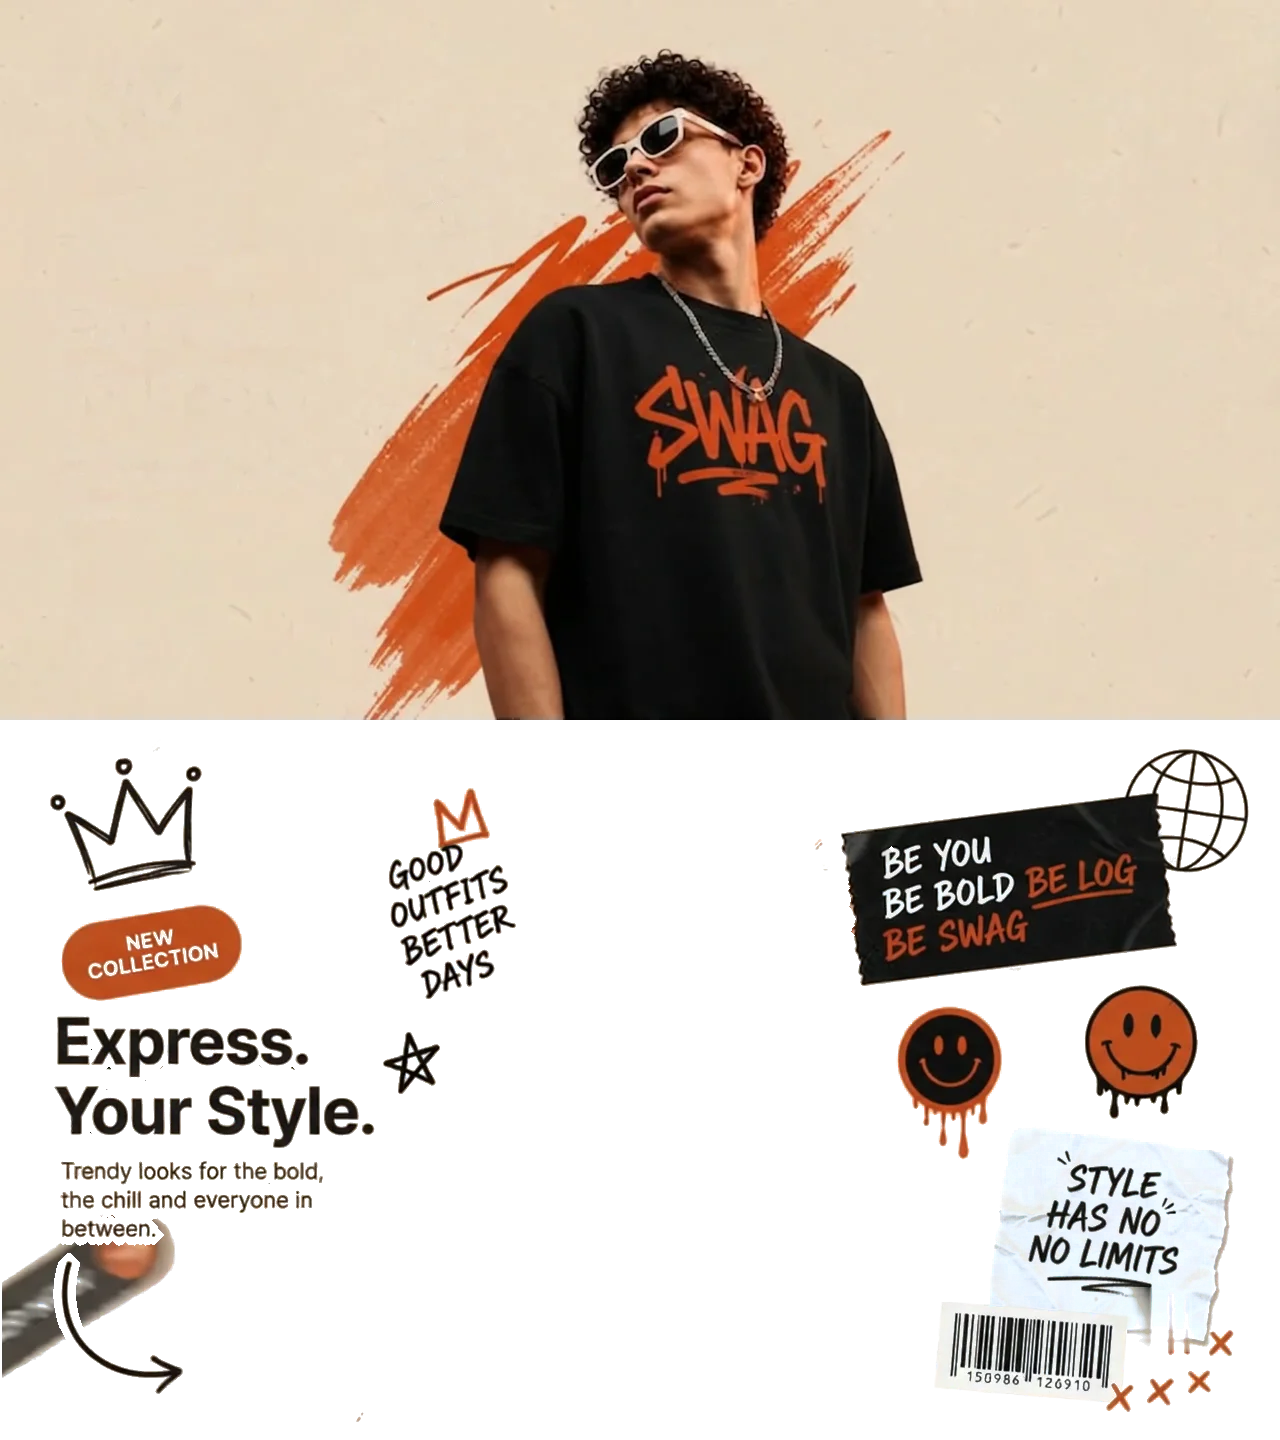 SWAG
NEW
COLLECTION
Express.
Your Style.
Trendy looks for the bold,
the chill and everyone in
between.
GOOD
OUTFITS
BETTER
DAYS
BE YOU
BE BOLD BE LOG
BE SWAG
STYLE
HAS NO
NO LIMITS
150986 126910